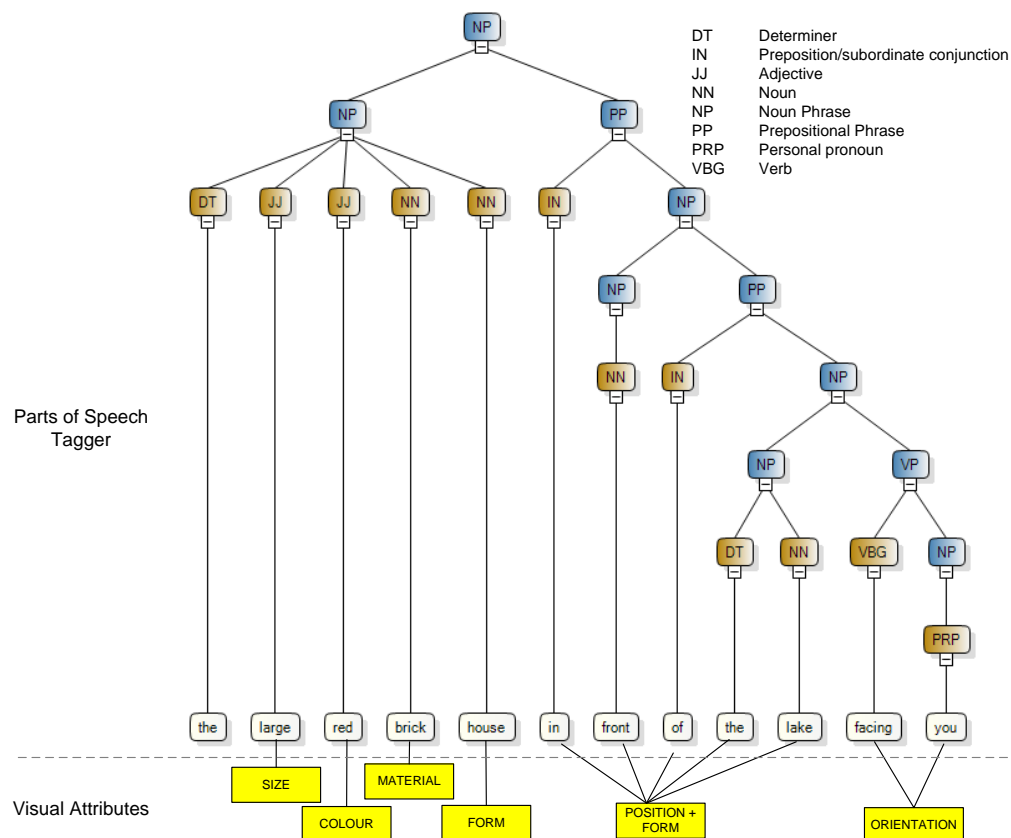 NP
DT Determiner
IN Preposition/subordinate conjunction
JJ Adjective
NN Noun
NP Noun Phrase
PP Prepositional Phrase
PRP Personal pronoun
VBG Verb
NP PP
DT JJ JJ NN NN IN NP
NP PP
NN IN NP
Parts of Speech
Tagger
NP VP
DT NN VBG NP
PRP
the large red brick house in front of the lake facing you
Visual Attributes
SIZE
MATERIAL
COLOUR
FORM
POSITION +
FORM
ORIENTATION